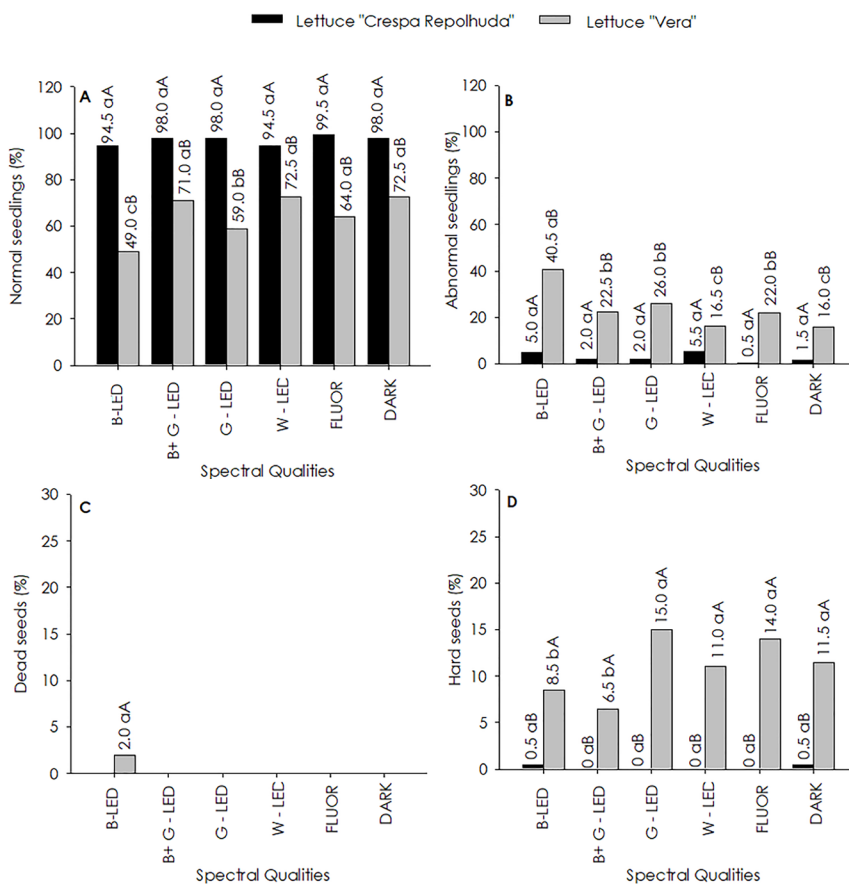 Lettuce "Crespa Repolhuda" Lettuce "Vera"
A
Normal seedlings (%)
120
100
80
60
40
20
0
94.5 aA
49.0 cB
98.0 aA
71.0 aB
98.0 aA
59.0 bB
94.5 aA
72.5 aB
99.5 aA
64.0 aB
98.0 aA
72.5 aB
B-LED
B+ G - LED
G - LED
W - LED
FLUOR
DARK
Spectral Qualities
B
Abnormal seedlings (%)
120
100
80
60
40
20
0
5.0 aA
40.5 aB
2.0 aA
22.5 bB
2.0 aA
26.0 bB
5.5 aA
16.5 cB
0.5 aA
22.0 bB
1.5 aA
16.0 cB
B-LED
B+ G - LED
G - LED
W - LED
FLUOR
DARK
Spectral Qualities
C
Dead seeds (%)
30
25
20
15
10
5
0
2.0 aA
B-LED
B+ G - LED
G - LED
W - LED
FLUOR
DARK
Spectral Qualities
D
Hard seeds (%)
30
25
20
15
10
5
0
0.5 aB
8.5 bA
0 aB
6.5 bA
0 aB
15.0 aA
0 aB
11.0 aA
0 aB
14.0 aA
0.5 aB
11.5 aA
B-LED
B+ G - LED
G - LED
W - LED
FLUOR
DARK
Spectral Qualities